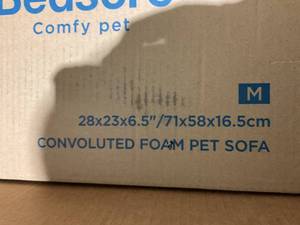 Bedsure
Comfy pet
M
28x23x6.5"/71x58x16.5cm
CONVOLUTED FOAM PET SOFA